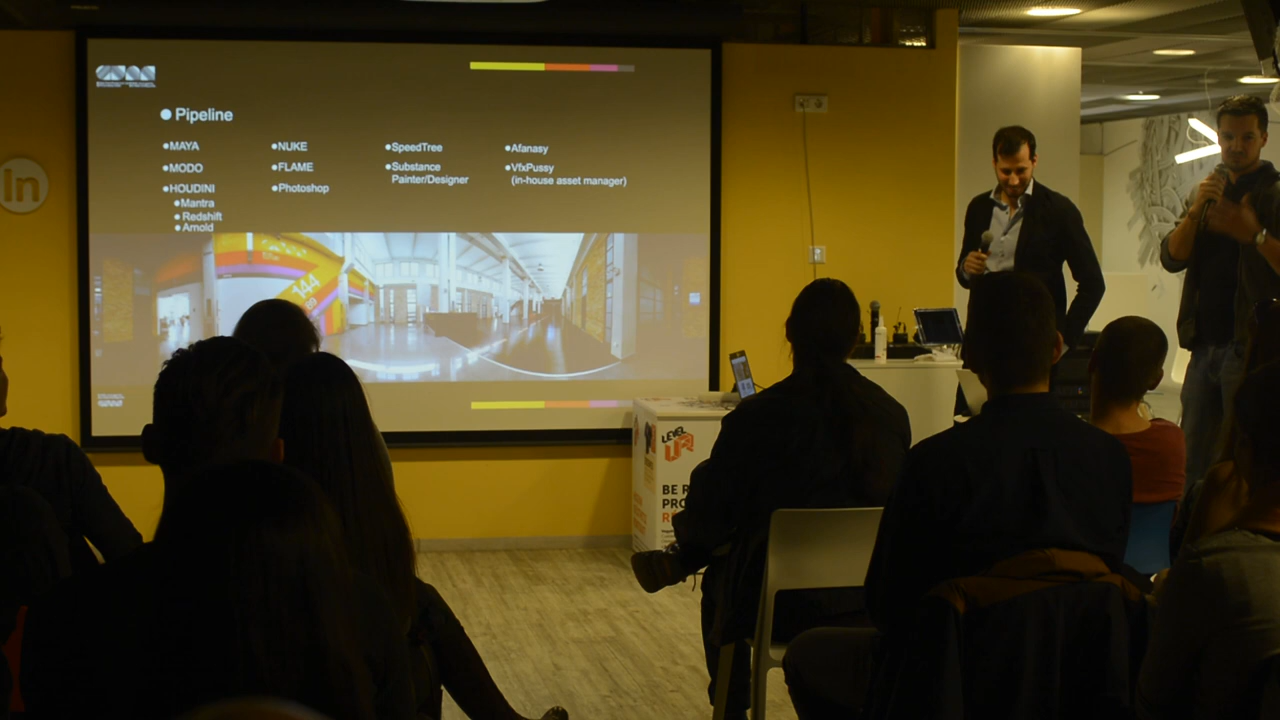 Pipeline
MAYA
MODO
HOUDINI
Mantra
Redshift
Arnold
NUKE
FLAME
Photoshop
SpeedTree
Substance
Painter/Designer
Afanasy
VfxPussy
(in-house asset manager)
In
144
89
LEVEL
UP
BE R
PRO
R